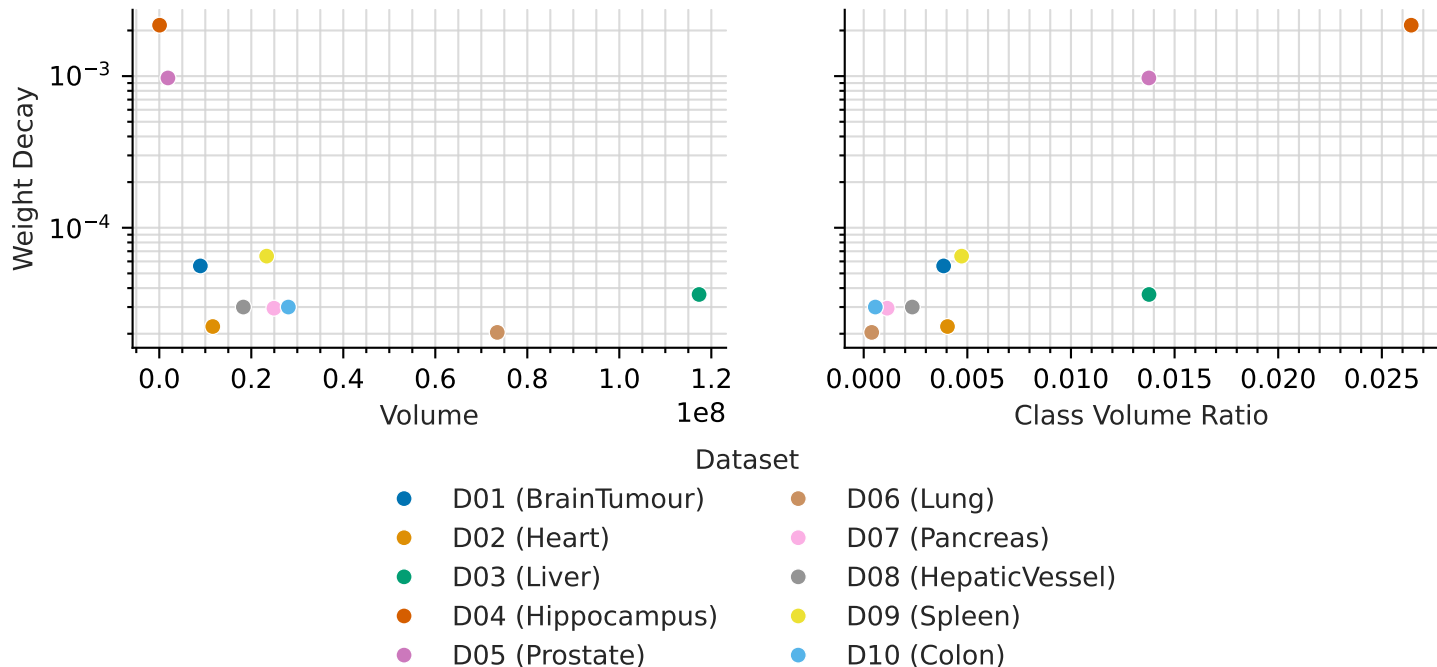 Weight Decay
10⁻³
10⁻⁴
0.0 0.2 0.4 0.6 0.8 1.0 1.2
1e8
Volume
0.000 0.005 0.010 0.015 0.020 0.025
Class Volume Ratio
Dataset
D01 (BrainTumour)
D02 (Heart)
D03 (Liver)
D04 (Hippocampus)
D05 (Prostate)
D06 (Lung)
D07 (Pancreas)
D08 (HepaticVessel)
D09 (Spleen)
D10 (Colon)